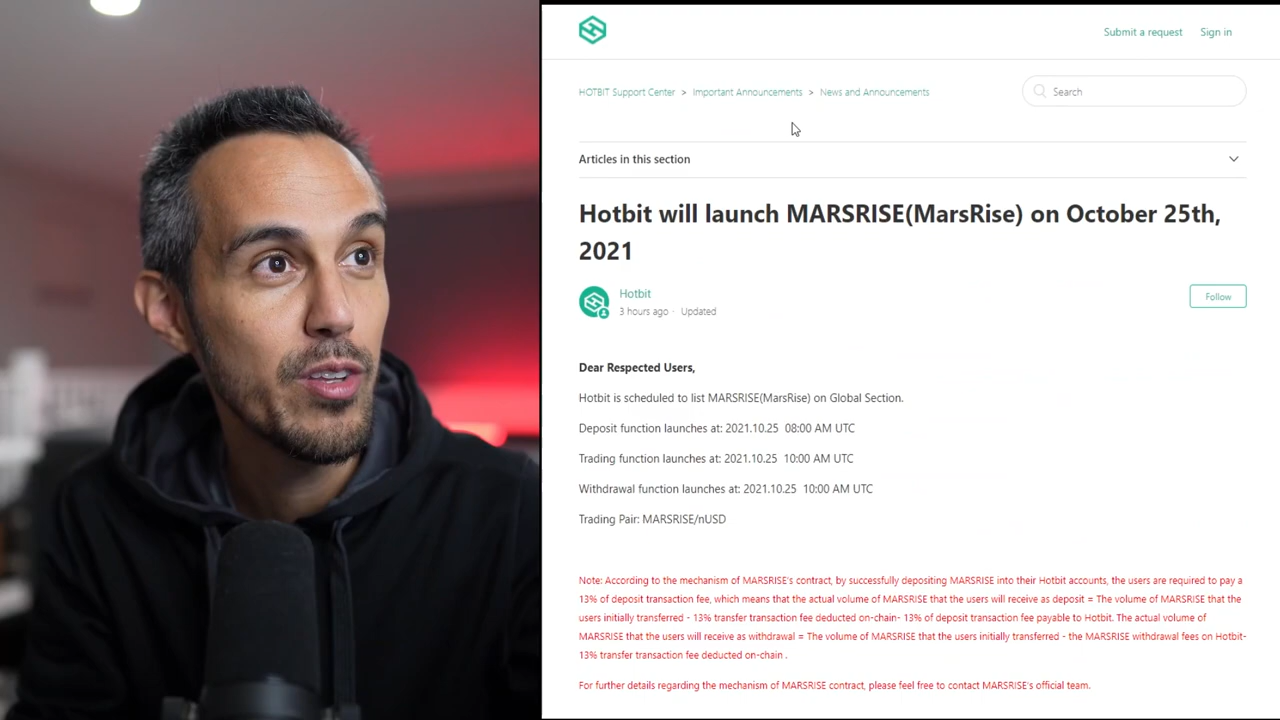 Submit a request
Sign in
HOTBIT Support Center > Important Announcements > News and Announcements
Search
Articles in this section
Hotbit will launch MARSRISE(MarsRise) on October 25th,
2021
Hotbit
3 hours ago · Updated
Follow
Dear Respected Users,
Hotbit is scheduled to list MARSRISE(MarsRise) on Global Section.
Deposit function launches at: 2021.10.25 08:00 AM UTC
Trading function launches at: 2021.10.25 10:00 AM UTC
Withdrawal function launches at: 2021.10.25 10:00 AM UTC
Trading Pair: MARSRISE/nUSD
Note: According to the mechanism of MARSRISE's contract, by successfully depositing MARSRISE into their Hotbit accounts, the users are required to pay a
13% of deposit transaction fee, which means that the actual volume of MARSRISE that the users will receive as deposit = The volume of MARSRISE that the
users initially transferred - 13% transfer transaction fee deducted on-chain- 13% of deposit transaction fee payable to Hotbit. The actual volume of
MARSRISE that the users will receive as withdrawal = The volume of MARSRISE that the users initially transferred - the MARSRISE withdrawal fees on Hotbit-
13% transfer transaction fee deducted on-chain .
For further details regarding the mechanism of MARSRISE contract, please feel free to contact MARSRISE's official team.